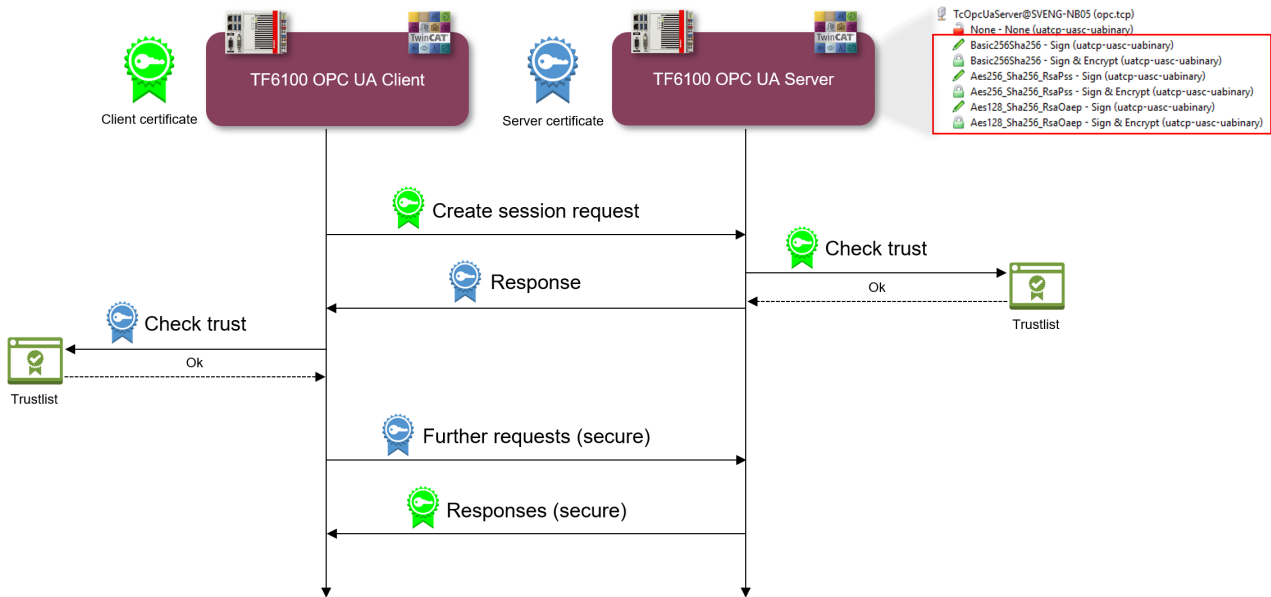 TwinCAT
TwinCAT
TF6100 OPC UA Client
TF6100 OPC UA Server
Client certificate
Server certificate
TcOpcUaServer@SVENG-NB05 (opc.tcp)
None - None (uatcp-uasc-uabinary)
Basic256Sha256 - Sign (uatcp-uasc-uabinary)
Basic256Sha256 - Sign & Encrypt (uatcp-uasc-uabinary)
Aes256_Sha256_RsaPss - Sign (uatcp-uasc-uabinary)
Aes256_Sha256_RsaPss - Sign & Encrypt (uatcp-uasc-uabinary)
Aes128_Sha256_RsaOaep - Sign (uatcp-uasc-uabinary)
Aes128_Sha256_RsaOaep - Sign & Encrypt (uatcp-uasc-uabinary)
Create session request
Check trust
Ok
Trustlist
Response
Check trust
Ok
Trustlist
Further requests (secure)
Responses (secure)